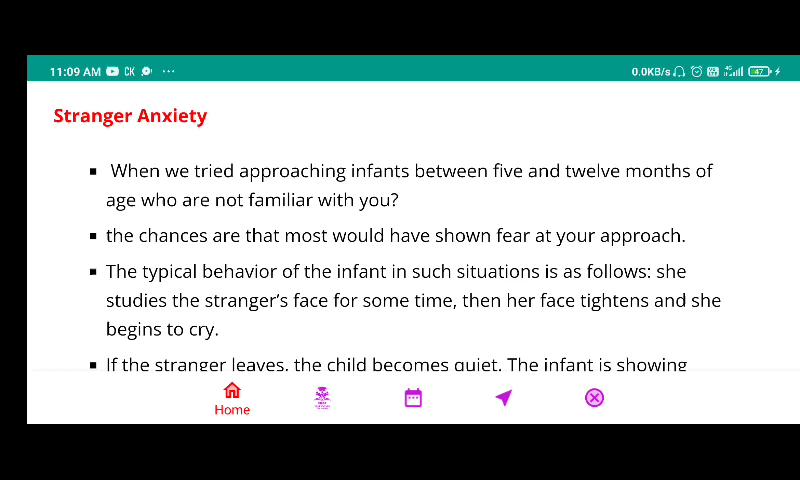 11:09 AM CK ...
0.0KB/s 4G 47
Stranger Anxiety
▪ When we tried approaching infants between five and twelve months of
age who are not familiar with you?
▪ the chances are that most would have shown fear at your approach.
▪ The typical behavior of the infant in such situations is as follows: she
studies the stranger's face for some time, then her face tightens and she
begins to cry.
▪ If the stranger leaves, the child becomes quiet. The infant is showing
Home